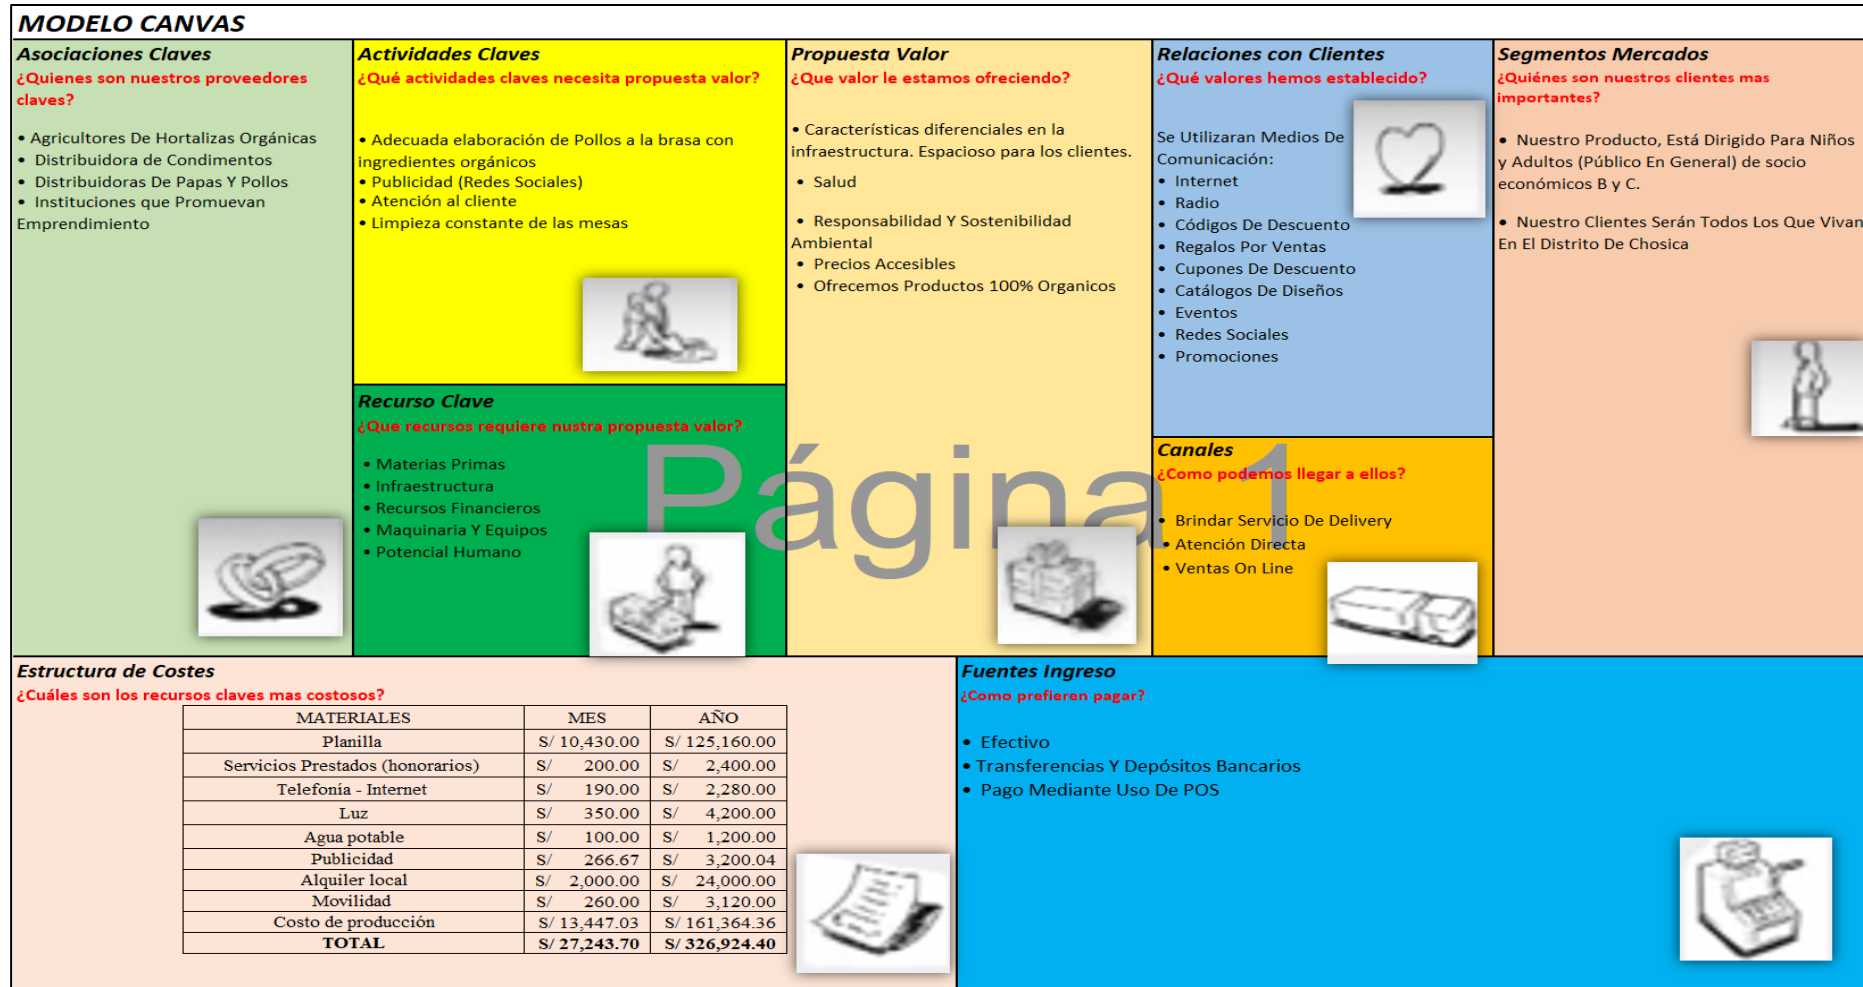 MODELO CANVAS
Asociaciones Claves
¿Quienes son nuestros proveedores
claves?
• Agricultores De Hortalizas Orgánicas
• Distribuidora de Condimentos
• Distribuidoras De Papas Y Pollos
• Instituciones que Promuevan
Emprendimiento
Actividades Claves
¿Qué actividades claves necesita propuesta valor?
• Adecuada elaboración de Pollos a la brasa con
ingredientes orgánicos
• Publicidad (Redes Sociales)
• Atención al cliente
• Limpieza constante de las mesas
Recurso Clave
¿Que recursos requiere nustra propuesta valor?
• Materias Primas
• Infraestructura
• Recursos Financieros
• Maquinaria Y Equipos
• Potencial Humano
Propuesta Valor
¿Que valor le estamos ofreciendo?
• Características diferenciales en la
infraestructura. Espacioso para los clientes.
• Salud
• Responsabilidad Y Sostenibilidad
Ambiental
• Precios Accesibles
• Ofrecemos Productos 100% Organicos
Relaciones con Clientes
¿Qué valores hemos establecido?
Se Utilizaran Medios De
Comunicación:
• Internet
• Radio
• Códigos De Descuento
• Regalos Por Ventas
• Cupones De Descuento
• Catálogos De Diseños
• Eventos
• Redes Sociales
• Promociones
Canales
¿Como podemos llegar a ellos?
• Brindar Servicio De Delivery
• Atención Directa
• Ventas On Line
Segmentos Mercados
¿Quiénes son nuestros clientes mas
importantes?
• Nuestro Producto, Está Dirigido Para Niños
y Adultos (Público En General) de socio
económicos B y C.
• Nuestro Clientes Serán Todos Los Que Vivan
En El Distrito De Chosica
Página 1
Estructura de Costes
¿Cuáles son los recursos claves mas costosos?
MATERIALES MES AÑO
Planilla S/ 10,430.00 S/ 125,160.00
Servicios Prestados (honorarios) S/ 200.00 S/ 2,400.00
Telefonía - Internet S/ 190.00 S/ 2,280.00
Luz S/ 350.00 S/ 4,200.00
Agua potable S/ 100.00 S/ 1,200.00
Publicidad S/ 266.67 S/ 3,200.04
Alquiler local S/ 2,000.00 S/ 24,000.00
Movilidad S/ 260.00 S/ 3,120.00
Costo de producción S/ 13,447.03 S/ 161,364.36
TOTAL S/ 27,243.70 S/ 326,924.40
Fuentes Ingreso
¿Como prefieren pagar?
• Efectivo
• Transferencias Y Depósitos Bancarios
• Pago Mediante Uso De POS